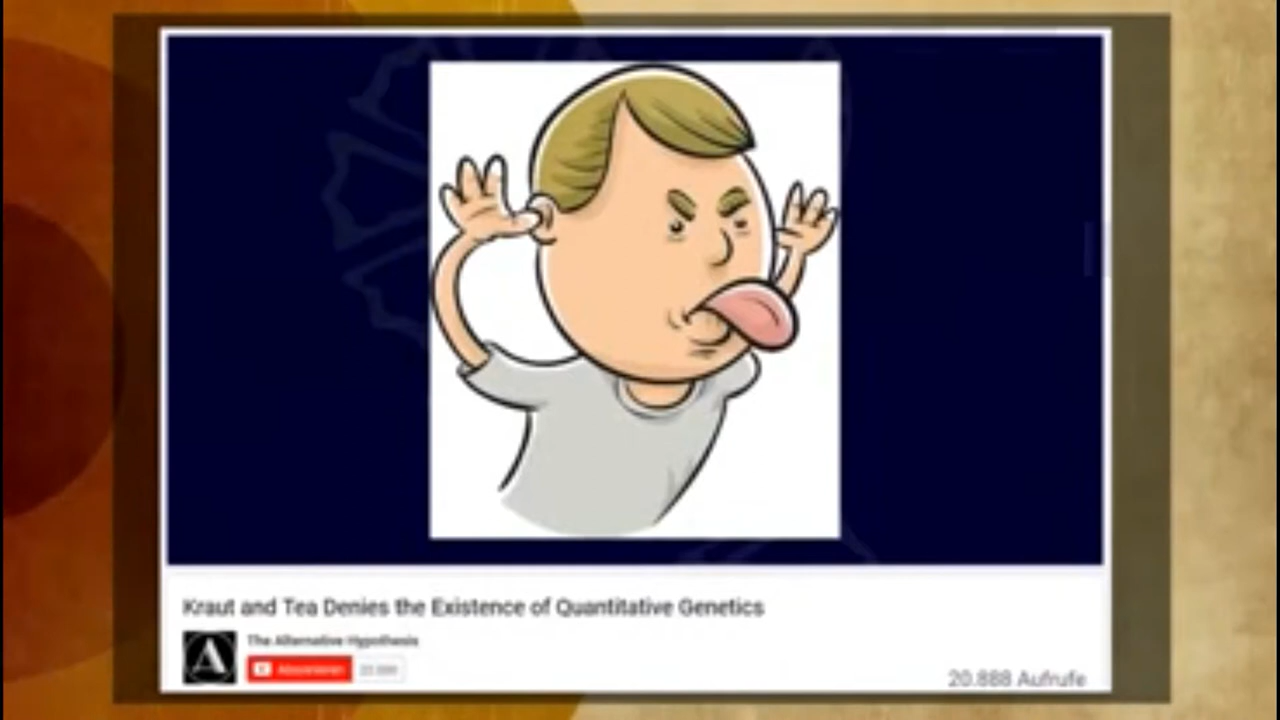 Kraut and Tea Denies the Existence of Quantitative Genetics
A
The Alternative Hypothesis
Abonnieren
20.888 Aufrufe